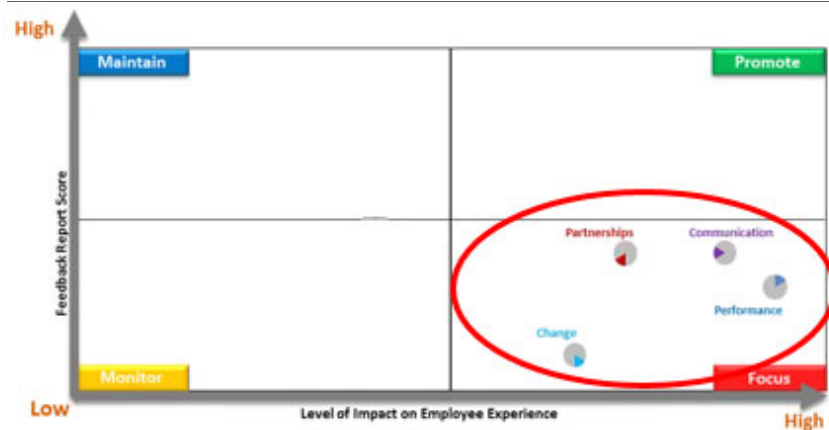 High
Maintain
Promote
Feedback Report Score
Partnerships
Communication
Performance
Change
Monitor
Focus
Low
Level of Impact on Employee Experience
High